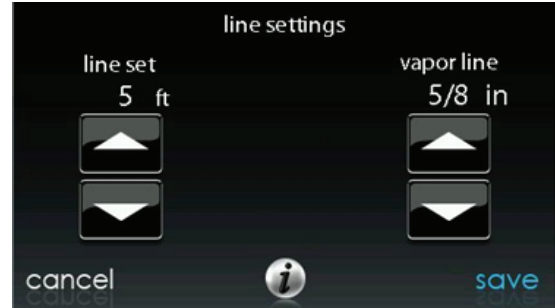 line settings
line set
5 ft
vapor line
5/8 in
cancel
i
save